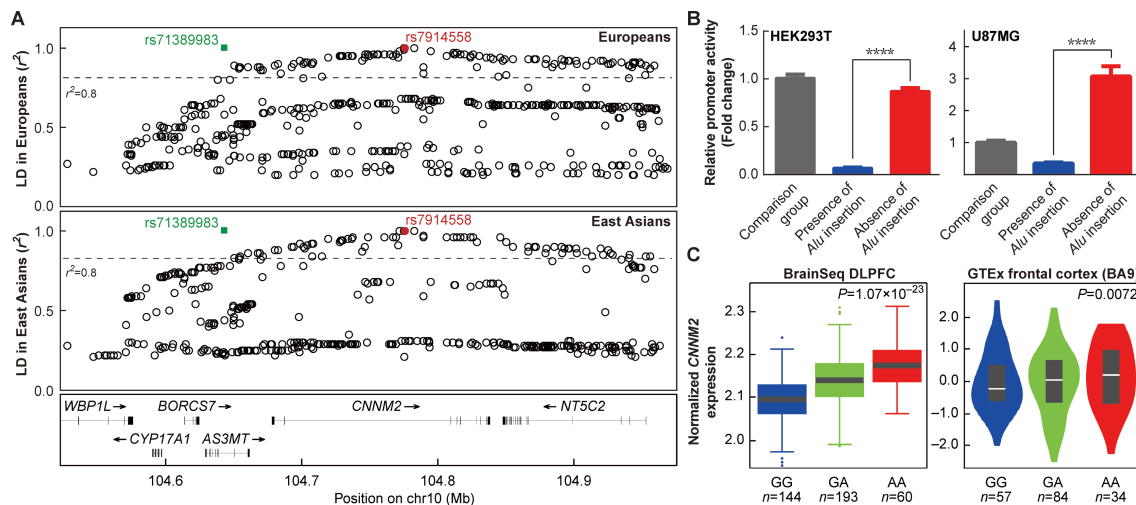 A
rs71389983
rs7914558
Europeans
LD in Europeans (r²)
1.0
0.5
0.0
r²=0.8
rs71389983
rs7914558
East Asians
LD in East Asians (r²)
1.0
0.5
0.0
r²=0.8
WBP1L
BORCS7
CNNM2
NT5C2
CYP17A1
AS3MT
104.6
104.7
104.8
104.9
Position on chr10 (Mb)
B
Relative promoter activity
(Fold change)
HEK293T
****
1.5
1.0
0.5
0.0
Comparison
group
Presence of
Alu insertion
Absence of
Alu insertion
U87MG
****
4
3
2
1
Comparison
group
Presence of
Alu insertion
Absence of
Alu insertion
C
Normalized CNNM2
expression
BrainSeq DLPFC
P=1.07×10⁻²³
2.3
2.2
2.1
2.0
GG
GA
AA
n=144
n=193
n=60
GTEx frontal cortex (BA9)
P=0.0072
2.0
1.0
0.0
−1.0
−2.0
GG
GA
AA
n=57
n=84
n=34